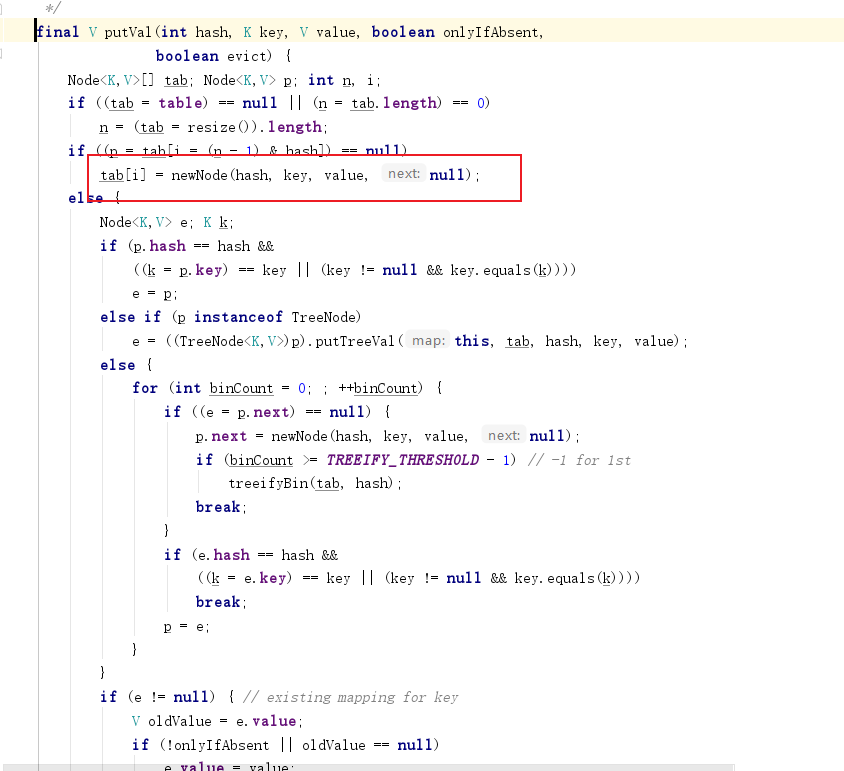 */
final V putVal(int hash, K key, V value, boolean onlyIfAbsent,
boolean evict) {
Node<K,V>[] tab; Node<K,V> p; int n, i;
if ((tab = table) == null || (n = tab.length) == 0)
n = (tab = resize()).length;
if ((p = tab[i = (n - 1) & hash]) == null)
tab[i] = newNode(hash, key, value, next: null);
else {
Node<K,V> e; K k;
if (p.hash == hash &&
((k = p.key) == key || (key != null && key.equals(k))))
e = p;
else if (p instanceof TreeNode)
e = ((TreeNode<K,V>)p).putTreeVal( map: this, tab, hash, key, value);
else {
for (int binCount = 0; ; ++binCount) {
if ((e = p.next) == null) {
p.next = newNode(hash, key, value, next: null);
if (binCount >= TREEIFY_THRESHOLD - 1) // -1 for 1st
treeifyBin(tab, hash);
break;
}
if (e.hash == hash &&
((k = e.key) == key || (key != null && key.equals(k))))
break;
p = e;
}
}
if (e != null) { // existing mapping for key
V oldValue = e.value;
if (!onlyIfAbsent || oldValue == null)
e.value = value;